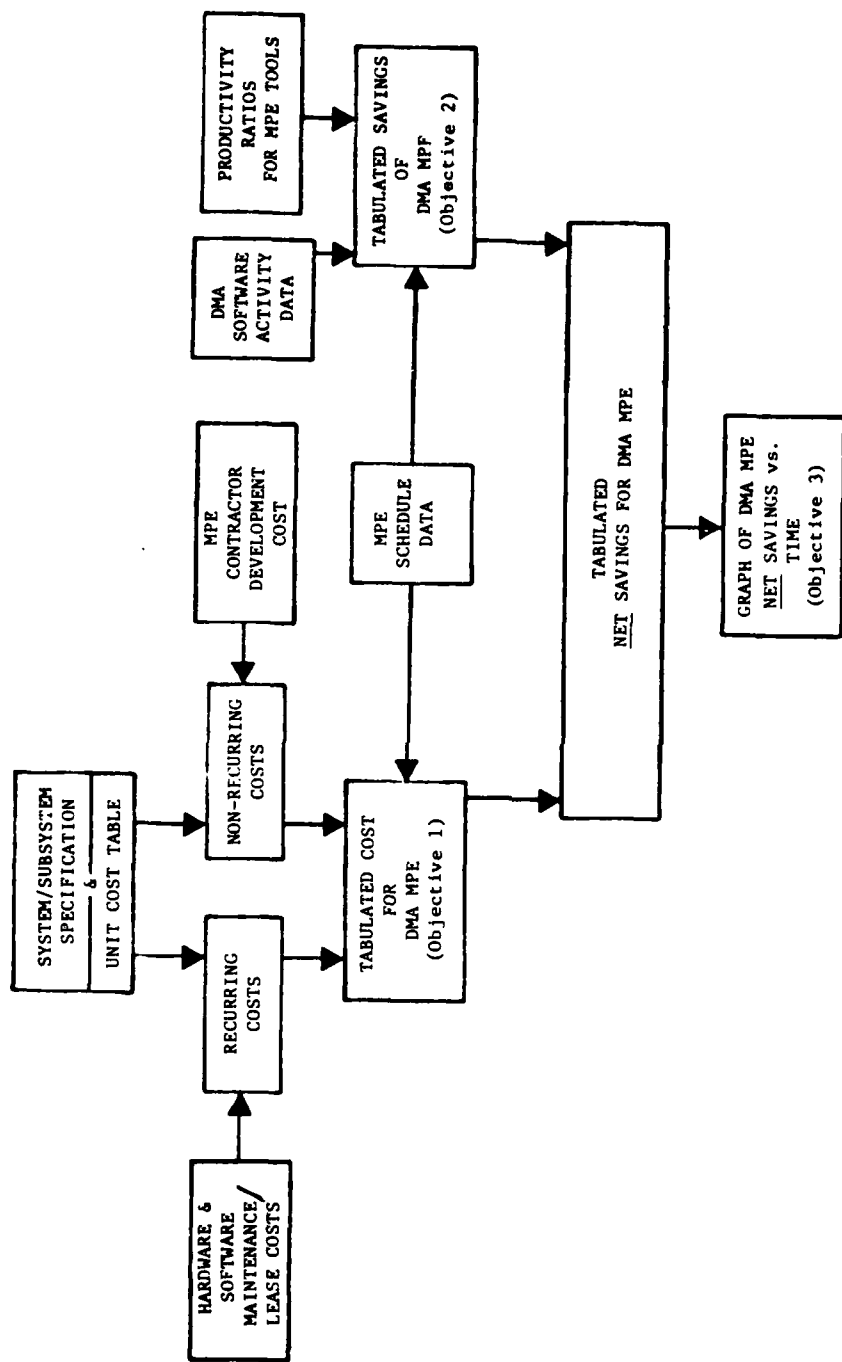 SYSTEM/SUBSYSTEM
SPECIFICATION
&
UNIT COST TABLE
HARDWARE &
SOFTWARE
MAINTENANCE/
LEASE COSTS
RECURRING
COSTS
NON-RECURRING
COSTS
MPE
CONTRACTOR
DEVELOPMENT
COST
DMA
SOFTWARE
ACTIVITY
DATA
PRODUCTIVITY
RATIOS
FOR MPE TOOLS
TABULATED COST
FOR
DMA MPE
(Objective 1)
MPE
SCHEDULE
DATA
TABULATED SAVINGS
OF
DMA MPF
(Objective 2)
TABULATED
NET SAVINGS FOR DMA MPE
GRAPH OF DMA MPE
NET SAVINGS vs.
TIME
(Objective 3)